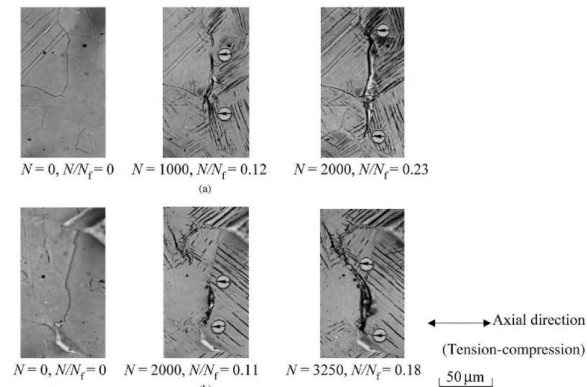 N = 0, N/Nf = 0
N = 1000, N/Nf = 0.12
N = 2000, N/Nf = 0.23
(a)
N = 0, N/Nf = 0
N = 2000, N/Nf = 0.11
N = 3250, N/Nf = 0.18
Axial direction
(Tension-compression)
50 μm